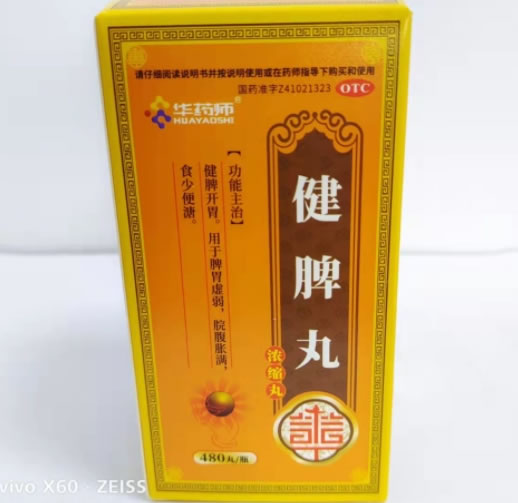 请仔细阅读说明书并按说明使用或在药师指导下购买和使用
国药准字Z41021323 OTC
华药师®
HUAYAOSHI
健脾丸
浓缩丸
【功能主治】
健脾开胃。用于脾胃虚弱，脘腹胀满，
食少便溏。
480丸/瓶
vivo X60 · ZEISS